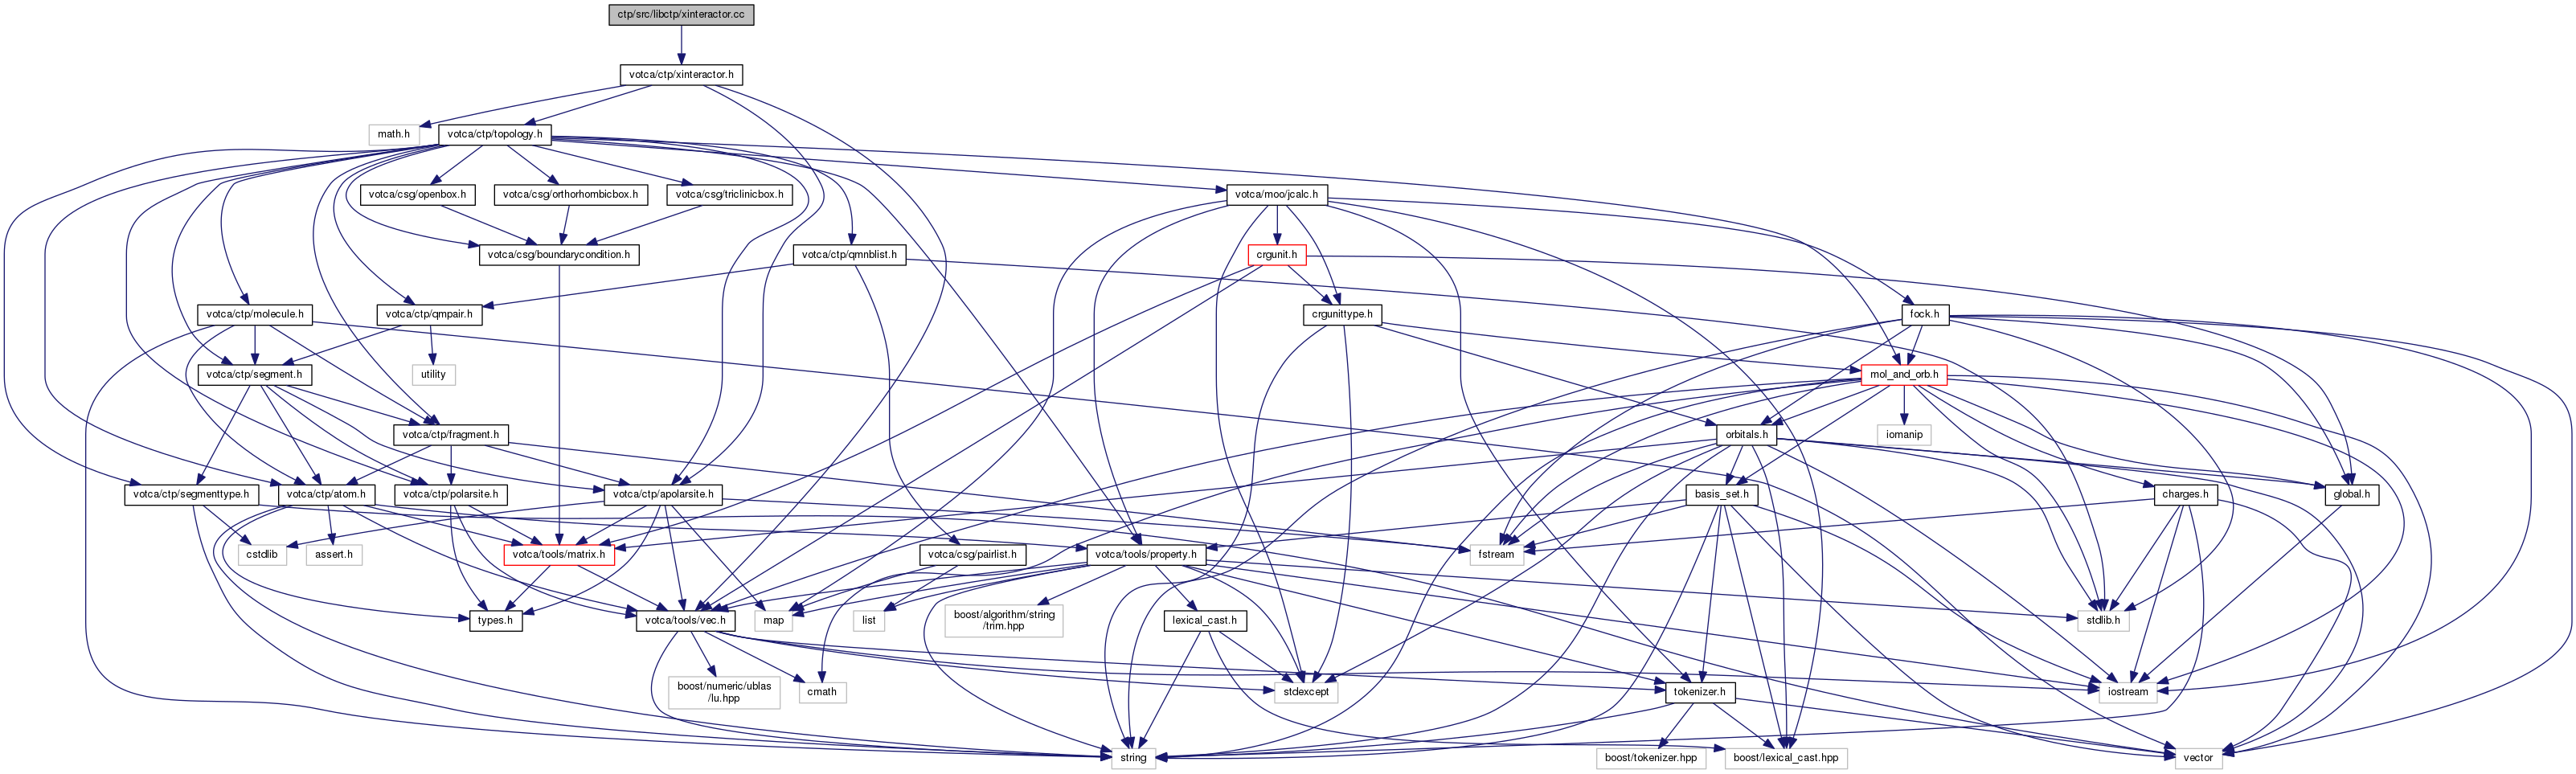 ctp/src/libctp/xinteractor.cc
votca/ctp/xinteractor.h
math.h
votca/ctp/topology.h
votca/csg/openbox.h
votca/csg/orthorhombicbox.h
votca/csg/triclinicbox.h
votca/moo/jcalc.h
votca/csg/boundarycondition.h
votca/ctp/qmnblist.h
crgunit.h
votca/ctp/molecule.h
votca/ctp/qmpair.h
crgunittype.h
fock.h
votca/ctp/segment.h
utility
mol_and_orb.h
votca/ctp/fragment.h
orbitals.h
iomanip
votca/ctp/segmenttype.h
votca/ctp/atom.h
votca/ctp/polarsite.h
votca/ctp/apolarsite.h
basis_set.h
charges.h
global.h
cstdlib
assert.h
votca/tools/matrix.h
votca/csg/pairlist.h
votca/tools/property.h
fstream
types.h
votca/tools/vec.h
map
list
boost/algorithm/string
/trim.hpp
lexical_cast.h
stdlib.h
boost/numeric/ublas
/lu.hpp
cmath
stdexcept
tokenizer.h
iostream
string
boost/tokenizer.hpp
boost/lexical_cast.hpp
vector